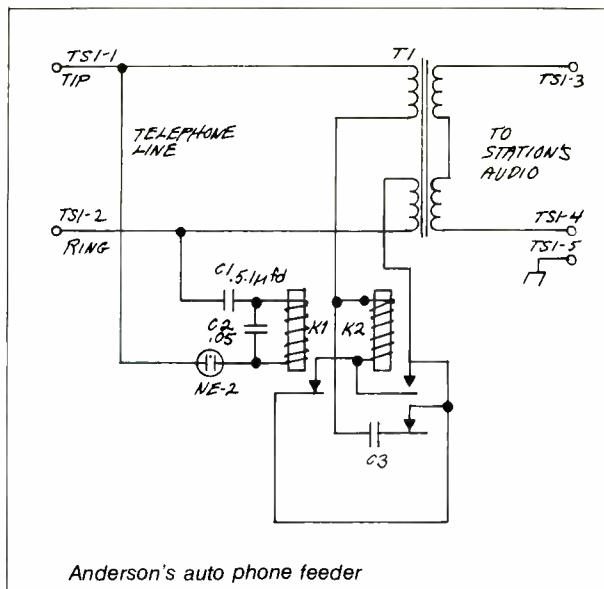 TS1-1
TIP
T1
TS1-3
TELEPHONE
LINE
TO
STATION'S
AUDIO
TS1-2
RING
TS1-4
TS1-5
C1 .5.1μfd
C2
.05
K1
K2
NE-2
C3
Anderson's auto phone feeder